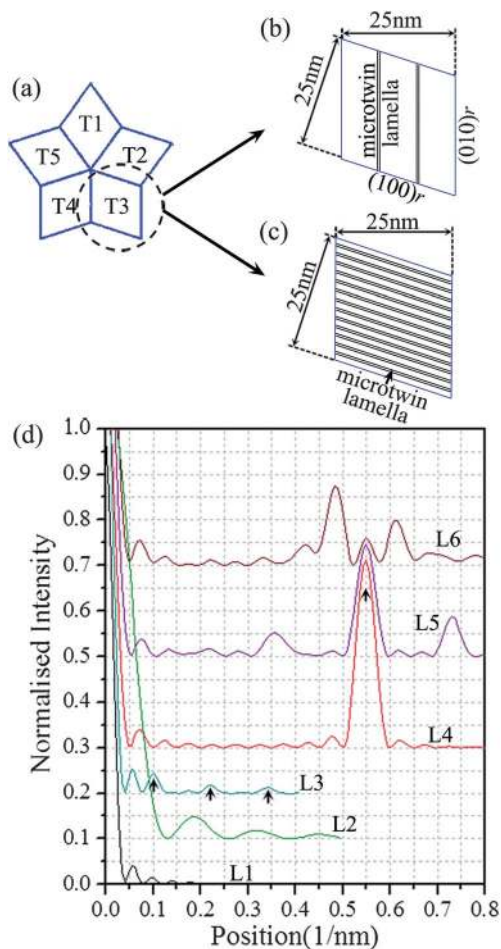 (a)
T1
T2
T3
T4
T5
(b)
25nm
25nm
microtwin
lamella
(010)r
(100)r
(c)
25nm
25nm
microtwin
lamella
(d)
Normalised Intensity
1.0
0.9
0.8
0.7
0.6
0.5
0.4
0.3
0.2
0.1
0.0
L6
L5
L4
L3
L2
L1
0.0 0.1 0.2 0.3 0.4 0.5 0.6 0.7 0.8
Position(1/nm)